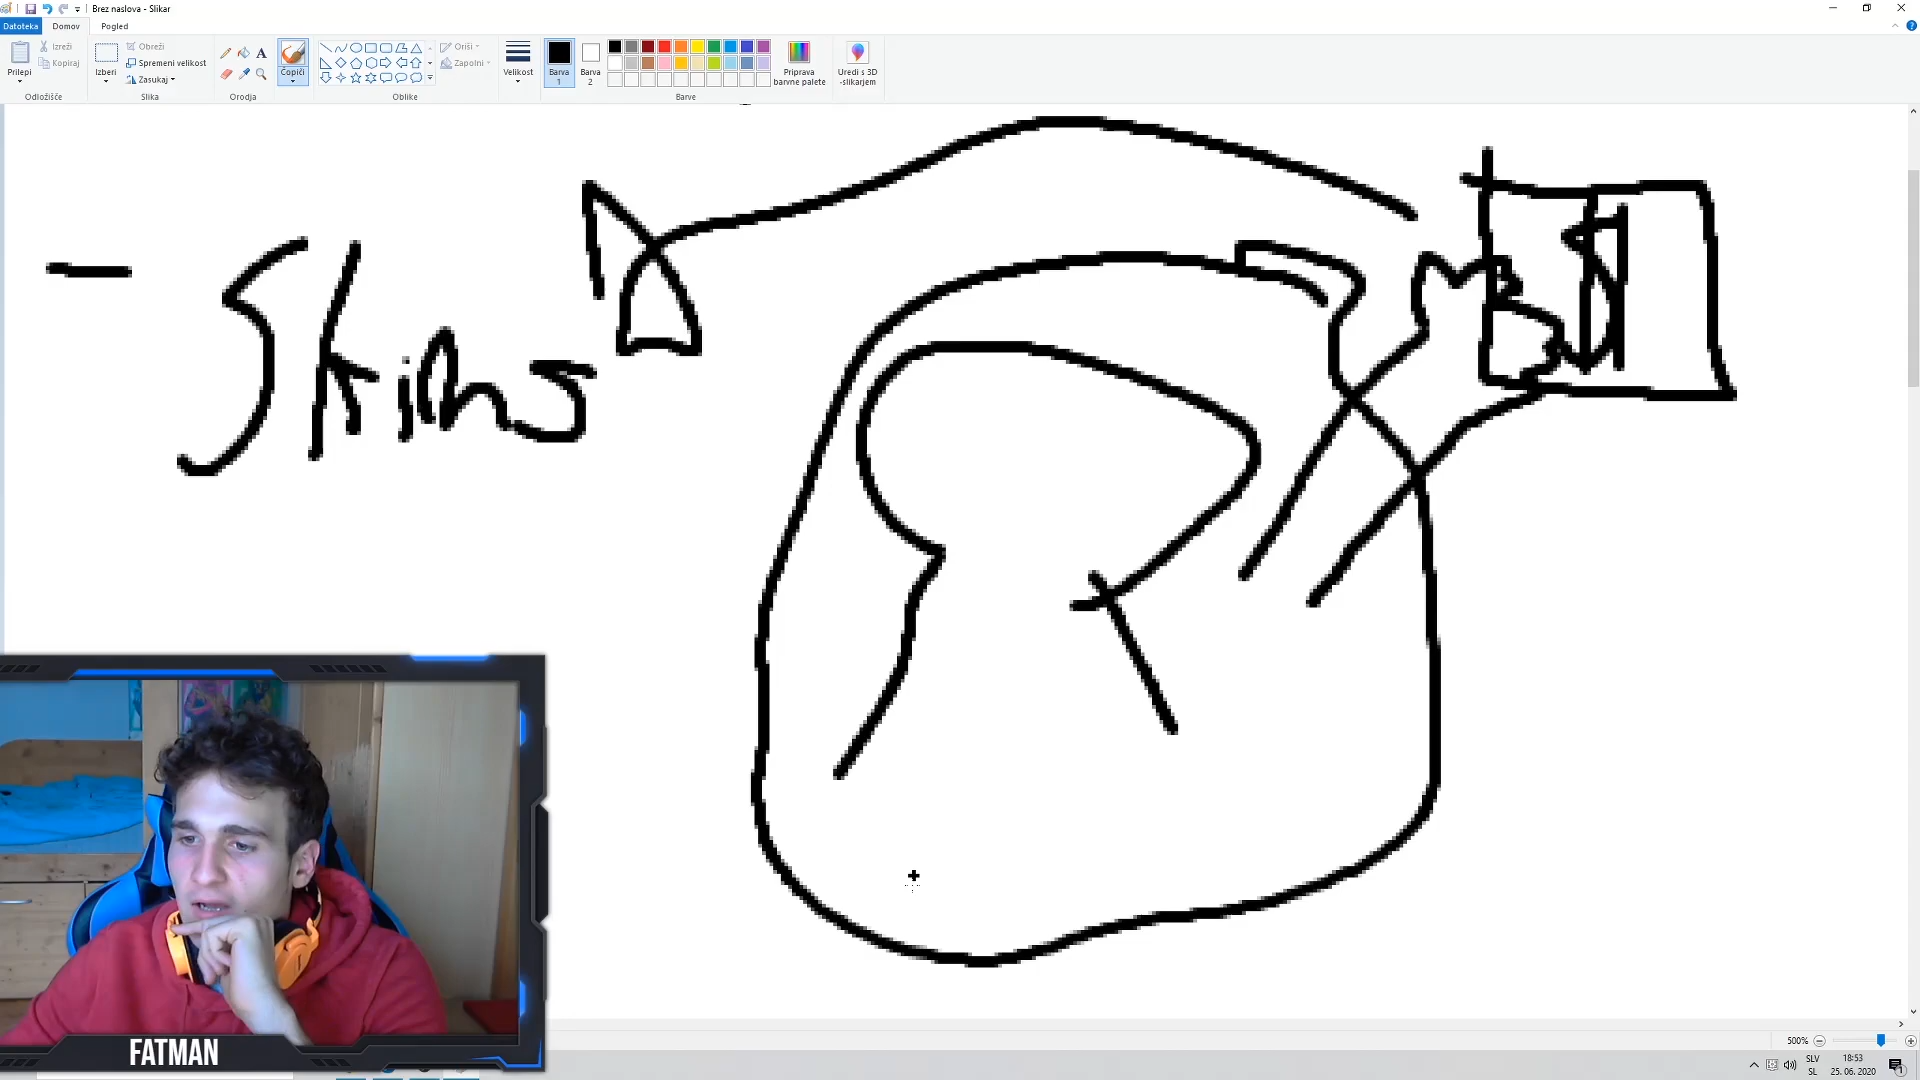 Brez naslova - Slikar
Datoteka Domov Pogled
Prilepi
Izreži
Kopiraj
Odložišče
Izberi
Obreži
Spremeni velikost
Zasukaj
Slika
A
Orodja
Čopiči
Oriši
Zapolni
Oblike
Velikost
Barva 1
Barva 2
Barve
Priprava barvne palete
Uredi s 3D -slikarjem
- Skins
FATMAN
500%
SLV 18:53
SL 25. 06. 2020